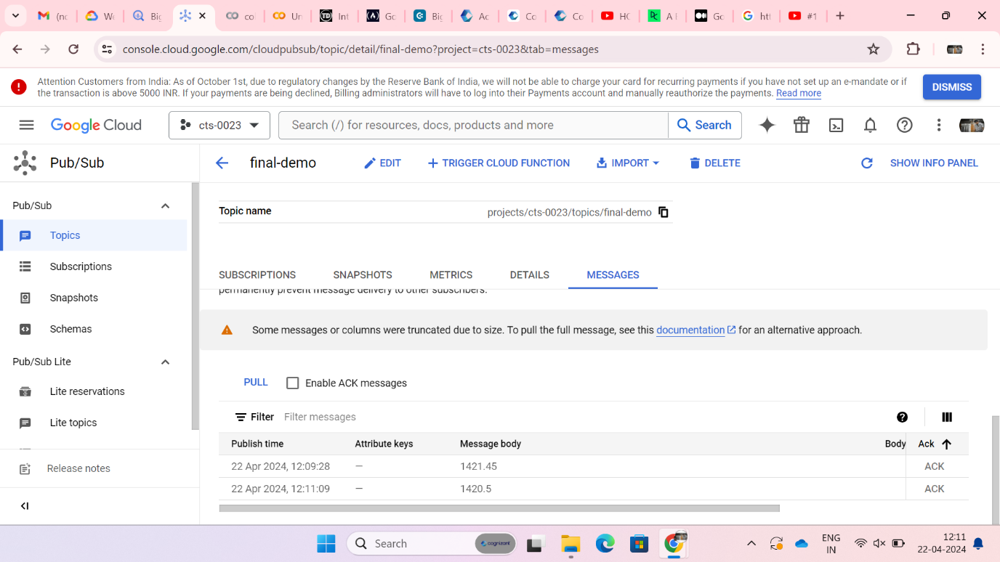 (no
We
Big
co
Un
Int
Go
Big
Ac
Co
Co
HC
A
Go
htt
#1
console.cloud.google.com/cloudpubsub/topic/detail/final-demo?project=cts-0023&tab=messages
Attention Customers from India: As of October 1st, due to regulatory changes by the Reserve Bank of India, we will not be able to charge your card for recurring payments if you have not set up an e-mandate or if
the transaction is above 5000 INR. If your payments are being declined, Billing administrators will have to log into their Payments account and manually reauthorize the payments. Read more
DISMISS
Google Cloud
cts-0023
Search (/) for resources, docs, products and more
Search
Pub/Sub
final-demo
EDIT
TRIGGER CLOUD FUNCTION
IMPORT
DELETE
SHOW INFO PANEL
Pub/Sub
Topics
Subscriptions
Snapshots
Schemas
Pub/Sub Lite
Lite reservations
Lite topics
Release notes
Topic name
projects/cts-0023/topics/final-demo
SUBSCRIPTIONS
SNAPSHOTS
METRICS
DETAILS
MESSAGES
permanently prevent message delivery to other subscribers.
Some messages or columns were truncated due to size. To pull the full message, see this documentation for an alternative approach.
PULL
Enable ACK messages
Filter Filter messages
Publish time Attribute keys Message body Body Ack
22 Apr 2024, 12:09:28 — 1421.45 ACK
22 Apr 2024, 12:11:09 — 1420.5 ACK
Search
cognizant
ENG
IN
12:11
22-04-2024